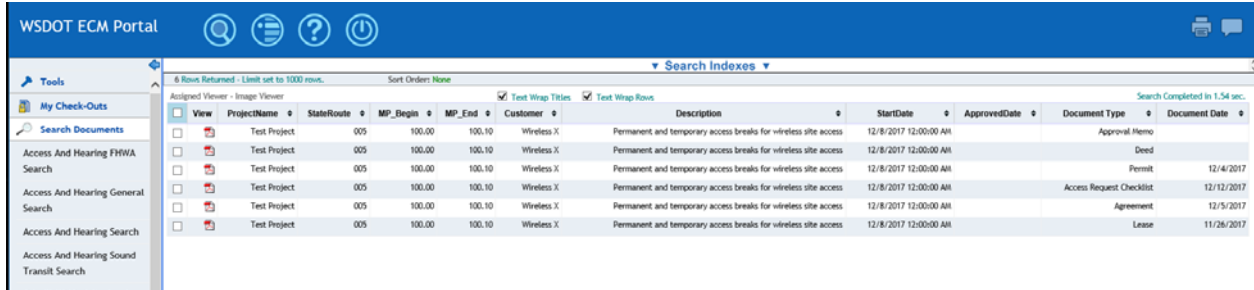 WSDOT ECM Portal
▼ Search Indexes ▼
Tools
My Check-Outs
Search Documents
Access And Hearing FHWA
Search
Access And Hearing General
Search
Access And Hearing Search
Access And Hearing Sound
Transit Search
6 Rows Returned - Limit set to 1000 rows. Sort Order: None
Assigned Viewer - Image Viewer Text Wrap Titles Text Wrap Rows Search Completed in 1.54 sec.
View ProjectName StateRoute MP_Begin MP_End Customer Description StartDate ApprovedDate Document Type Document Date
Test Project 005 100.00 100.10 Wireless X Permanent and temporary access breaks for wireless site access 12/8/2017 12:00:00 AM Approval Memo
Test Project 005 100.00 100.10 Wireless X Permanent and temporary access breaks for wireless site access 12/8/2017 12:00:00 AM Deed
Test Project 005 100.00 100.10 Wireless X Permanent and temporary access breaks for wireless site access 12/8/2017 12:00:00 AM Permit 12/4/2017
Test Project 005 100.00 100.10 Wireless X Permanent and temporary access breaks for wireless site access 12/8/2017 12:00:00 AM Access Request Checklist 12/12/2017
Test Project 005 100.00 100.10 Wireless X Permanent and temporary access breaks for wireless site access 12/8/2017 12:00:00 AM Agreement 12/5/2017
Test Project 005 100.00 100.10 Wireless X Permanent and temporary access breaks for wireless site access 12/8/2017 12:00:00 AM Lease 11/26/2017